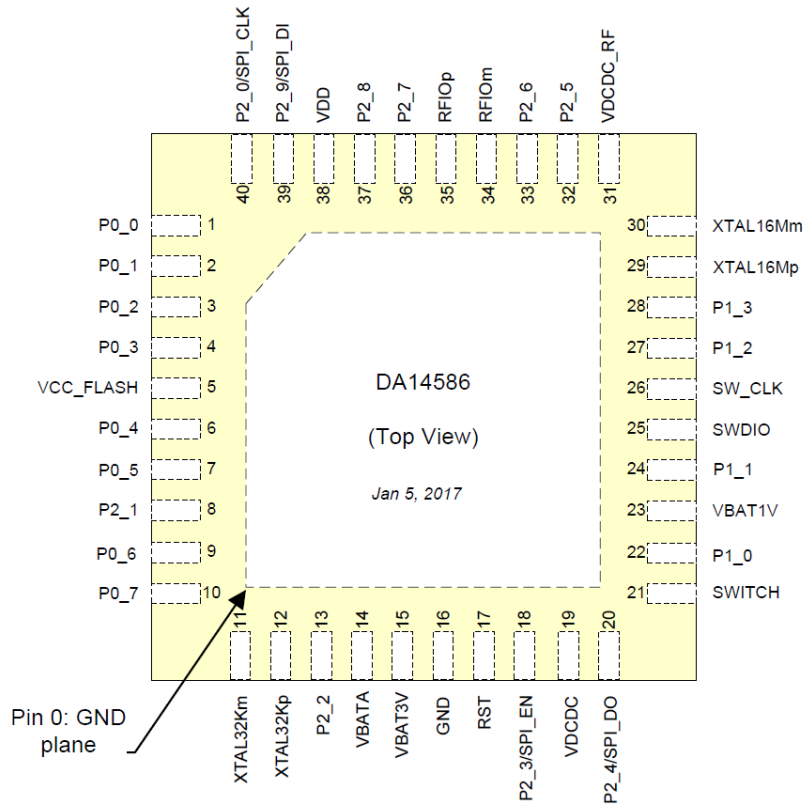 P2_0/SPI_CLK
P2_9/SPI_DI
VDD
P2_8
P2_7
RFIOp
RFIOm
P2_6
P2_5
VDCDC_RF
40
39
38
37
36
35
34
33
32
31
P0_0 1
P0_1 2
P0_2 3
P0_3 4
VCC_FLASH 5
P0_4 6
P0_5 7
P2_1 8
P0_6 9
P0_7 10
DA14586
(Top View)
Jan 5, 2017
30 XTAL16Mm
29 XTAL16Mp
28 P1_3
27 P1_2
26 SW_CLK
25 SWDIO
24 P1_1
23 VBAT1V
22 P1_0
21 SWITCH
11
12
13
14
15
16
17
18
19
20
XTAL32Km
XTAL32Kp
P2_2
VBATA
VBAT3V
GND
RST
P2_3/SPI_EN
VDCDC
P2_4/SPI_DO
Pin 0: GND
plane